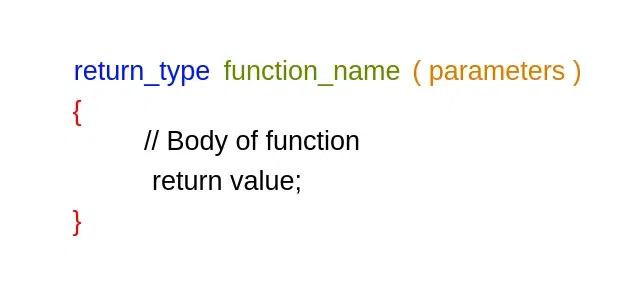 return_type function_name ( parameters )
{
// Body of function
return value;
}